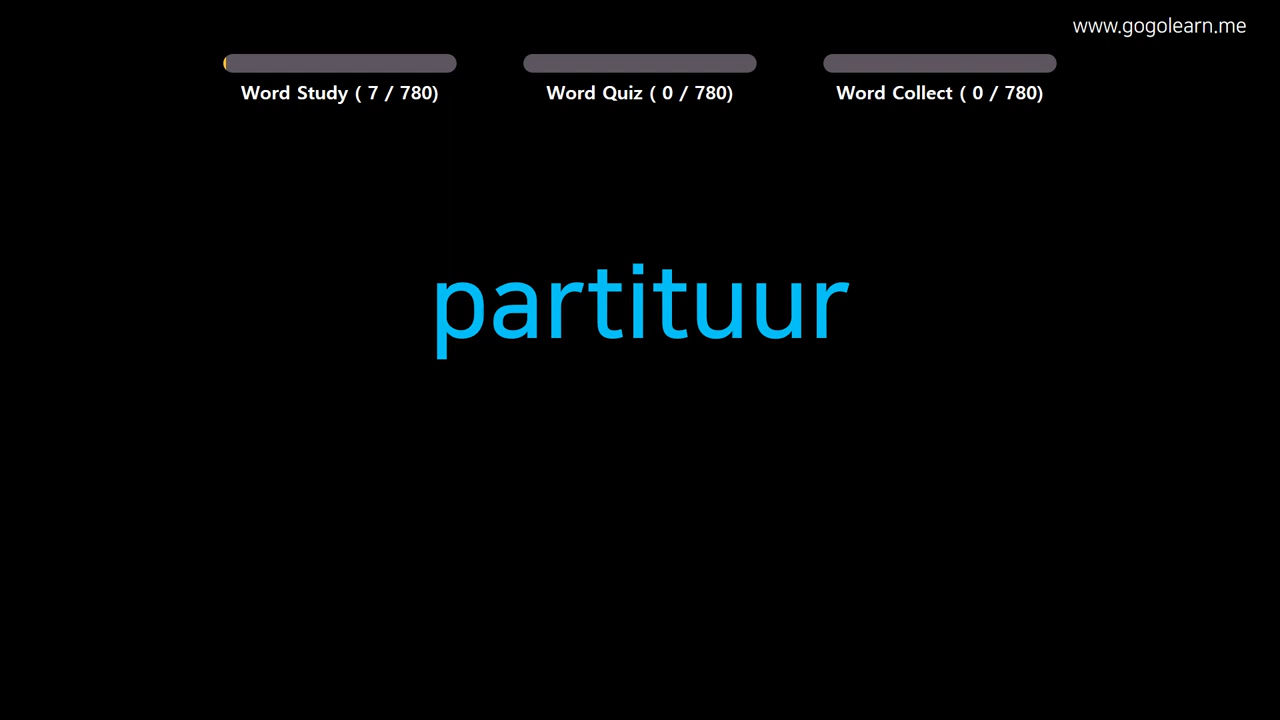 www.gogolearn.me
Word Study ( 7 / 780)
Word Quiz ( 0 / 780)
Word Collect ( 0 / 780)
partituur